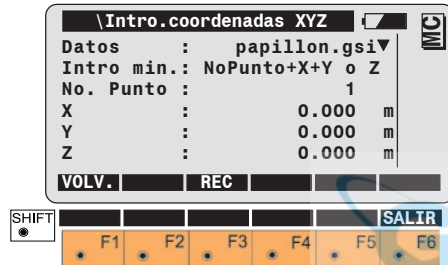 \Intro.coordenadas XYZ
MC
Datos : papillon.gsi▼
Intro min.: NoPunto+X+Y o Z
No. Punto : 1
X : 0.000 m
Y : 0.000 m
Z : 0.000 m
VOLV. REC
SHIFT SALIR
F1 F2 F3 F4 F5 F6